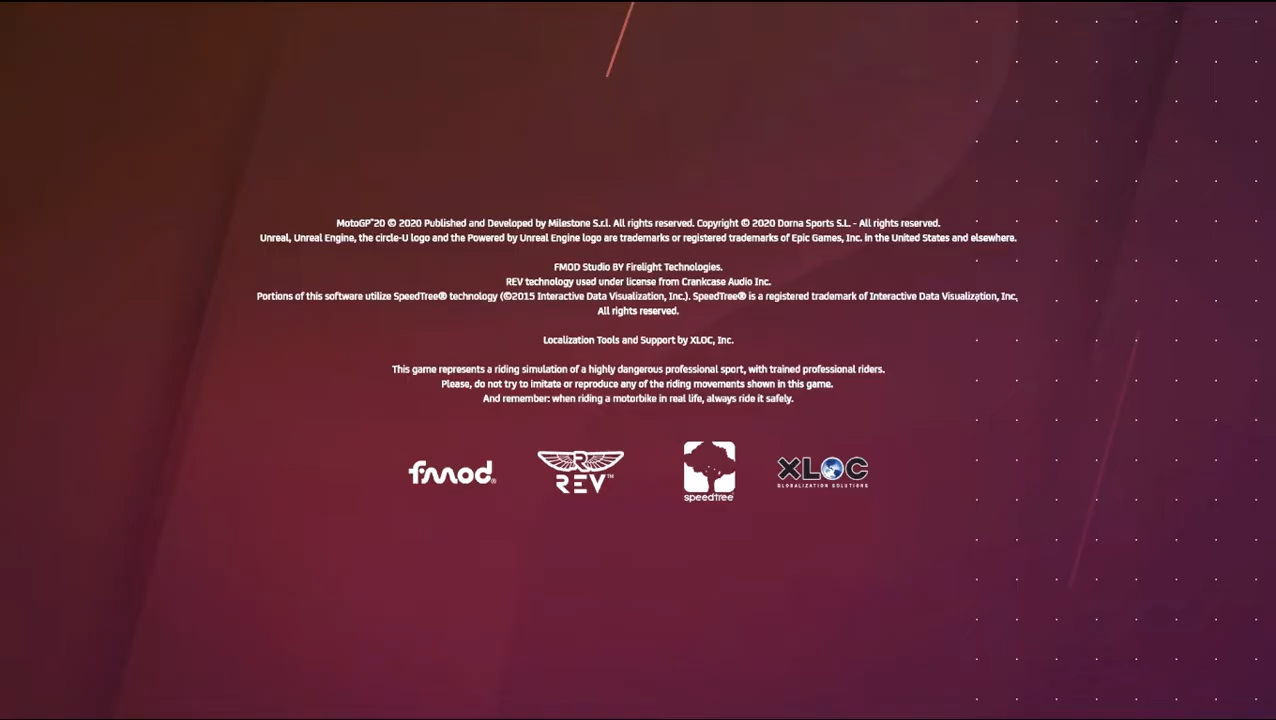 MotoGP™20 © 2020 Published and Developed by Milestone S.r.l. All rights reserved. Copyright © 2020 Dorna Sports S.L. - All rights reserved.
Unreal, Unreal Engine, the circle-U logo and the Powered by Unreal Engine logo are trademarks or registered trademarks of Epic Games, Inc. in the United States and elsewhere.
FMOD Studio BY Firelight Technologies.
REV technology used under license from Crankcase Audio Inc.
Portions of this software utilize SpeedTree® technology (©2015 Interactive Data Visualization, Inc.). SpeedTree® is a registered trademark of Interactive Data Visualization, Inc.
All rights reserved.
Localization Tools and Support by XLOC, Inc.
This game represents a riding simulation of a highly dangerous professional sport, with trained professional riders.
Please, do not try to imitate or reproduce any of the riding movements shown in this game.
And remember: when riding a motorbike in real life, always ride it safely.
fmod®
R
REV™
speedtree
XLOC
GLOBALIZATION SOLUTIONS